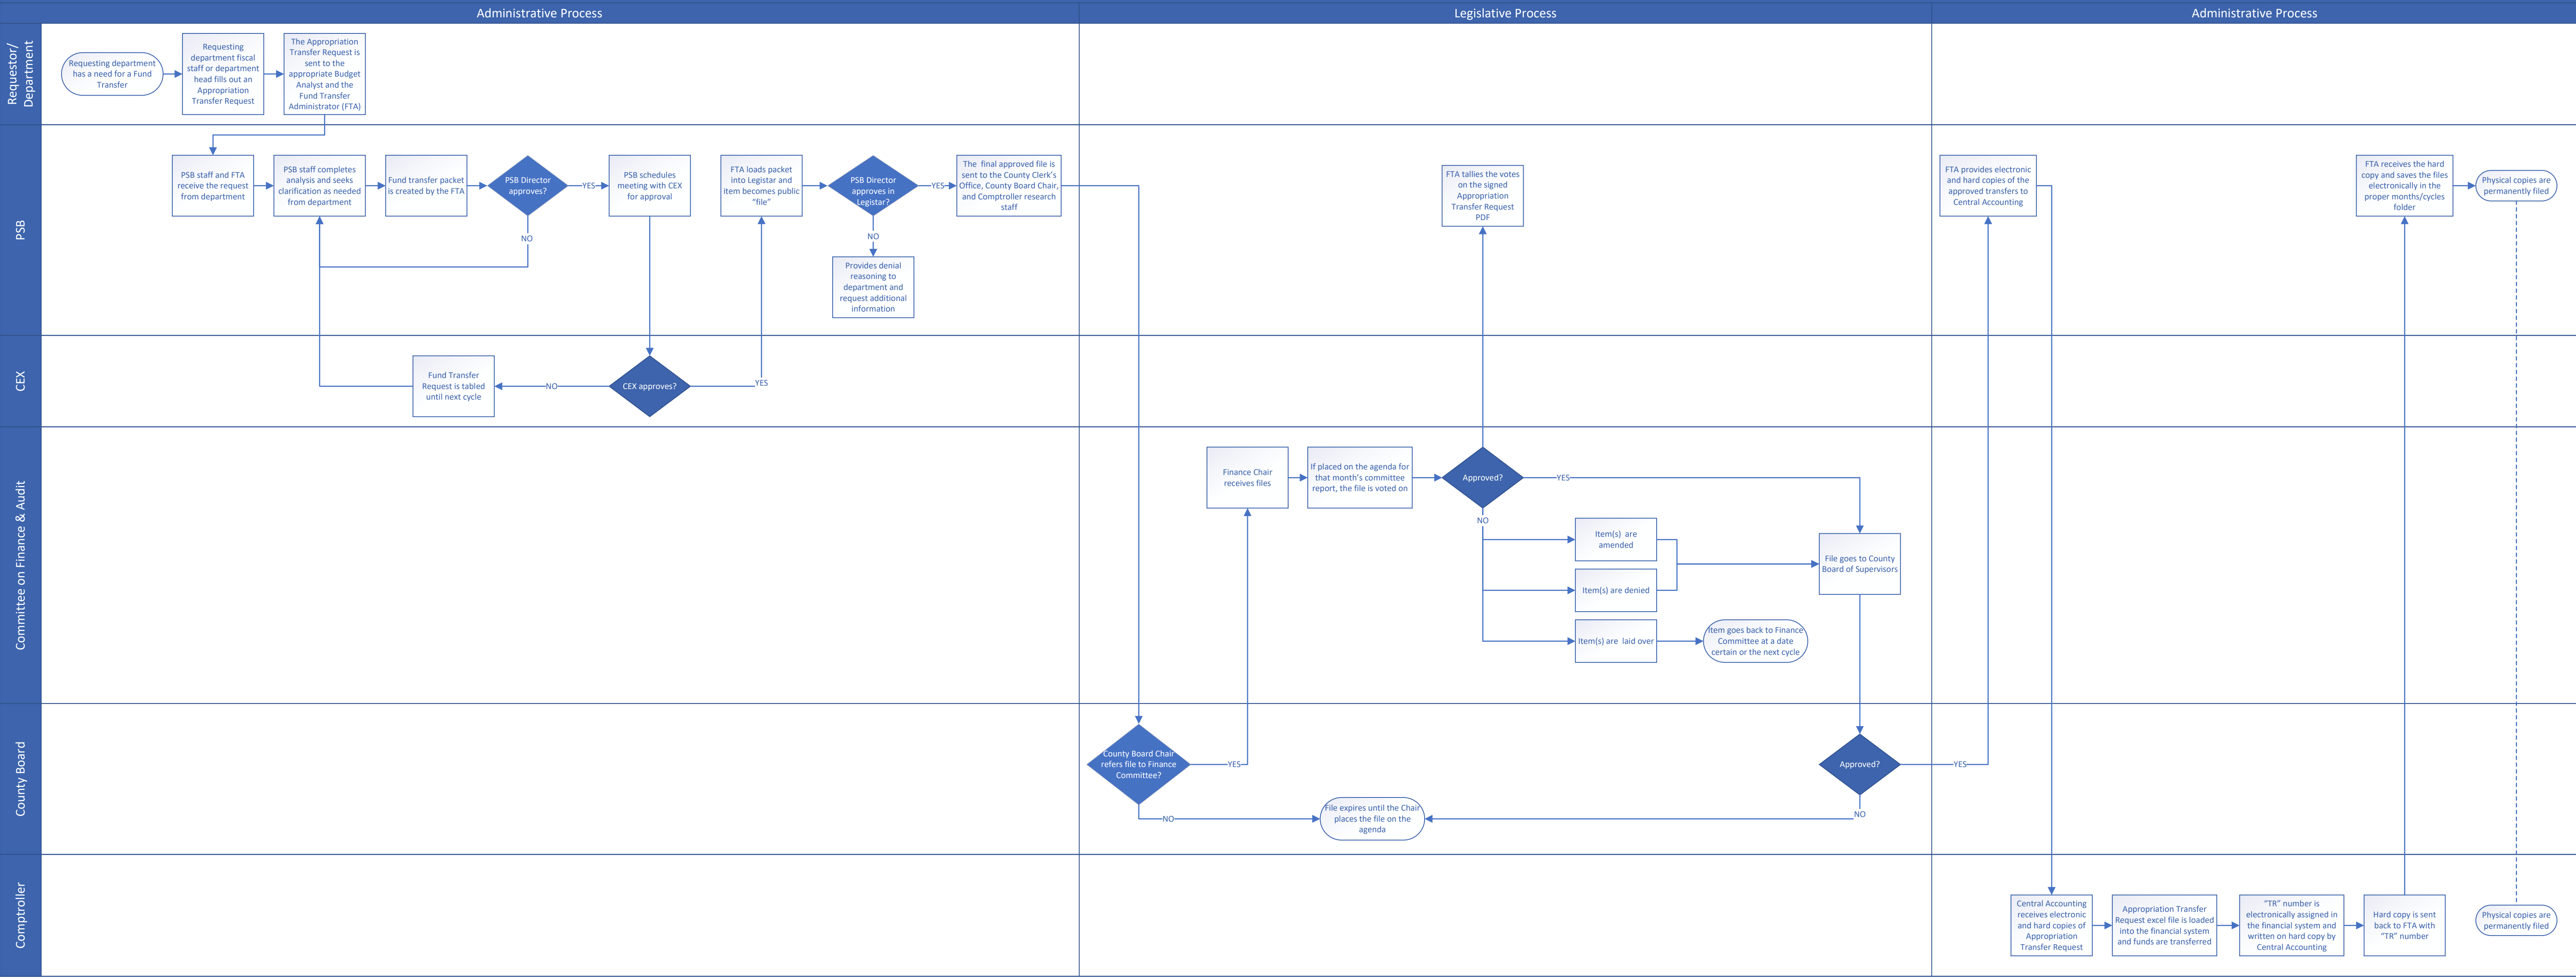 Administrative Process
Legislative Process
Administrative Process
Requestor/
Department
Requesting department
has a need for a Fund
Transfer
Requesting
department fiscal
staff or department
head fills out an
Appropriation
Transfer Request
The Appropriation
Transfer Request is
sent to the
appropriate Budget
Analyst and the
Fund Transfer
Administrator (FTA)
PSB
PSB staff and FTA
receive the request
from department
PSB staff completes
analysis and seeks
clarification as needed
from department
Fund transfer packet
is created by the FTA
PSB Director
approves?
YES
NO
PSB schedules
meeting with CEX
for approval
FTA loads packet
into Legistar and
item becomes public
“file”
PSB Director
approves in
Legistar?
YES
NO
Provides denial
reasoning to
department and
request additional
information
The final approved file is
sent to the County Clerk’s
Office, County Board Chair,
and Comptroller research
staff
FTA tallies the votes
on the signed
Appropriation
Transfer Request
PDF
FTA provides electronic
and hard copies of the
approved transfers to
Central Accounting
FTA receives the hard
copy and saves the files
electronically in the
proper months/cycles
folder
Physical copies are
permanently filed
CEX
Fund Transfer
Request is tabled
until next cycle
NO
CEX approves?
YES
Committee on Finance & Audit
Finance Chair
receives files
If placed on the agenda for
that month’s committee
report, the file is voted on
Approved?
YES
NO
Item(s) are
amended
Item(s) are denied
Item(s) are laid over
Item goes back to Finance
Committee at a date
certain or the next cycle
File goes to County
Board of Supervisors
County Board
County Board Chair
refers file to Finance
Committee?
YES
NO
File expires until the Chair
places the file on the
agenda
Approved?
YES
NO
Comptroller
Central Accounting
receives electronic
and hard copies of
Appropriation
Transfer Request
Appropriation Transfer
Request excel file is loaded
into the financial system
and funds are transferred
“TR” number is
electronically assigned in
the financial system and
written on hard copy by
Central Accounting
Hard copy is sent
back to FTA with
“TR” number
Physical copies are
permanently filed